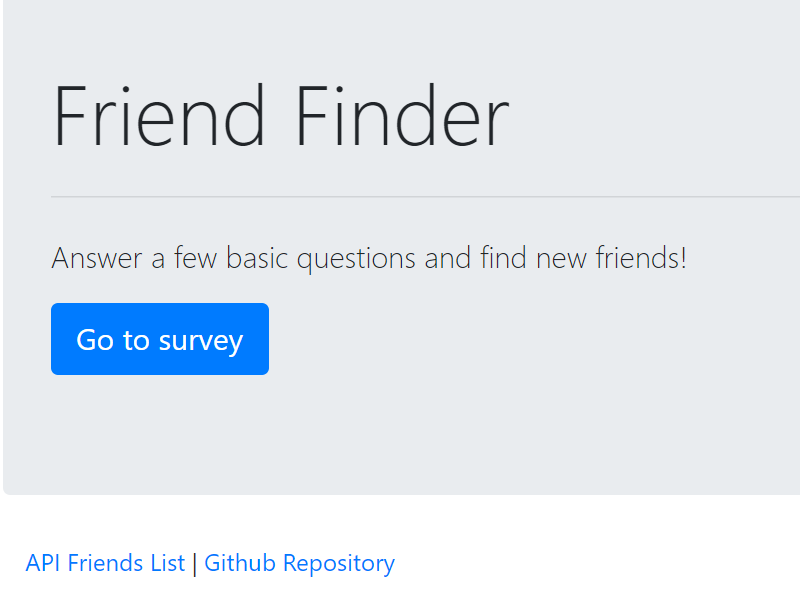 Friend Finder
Answer a few basic questions and find new friends!
Go to survey
API Friends List | Github Repository